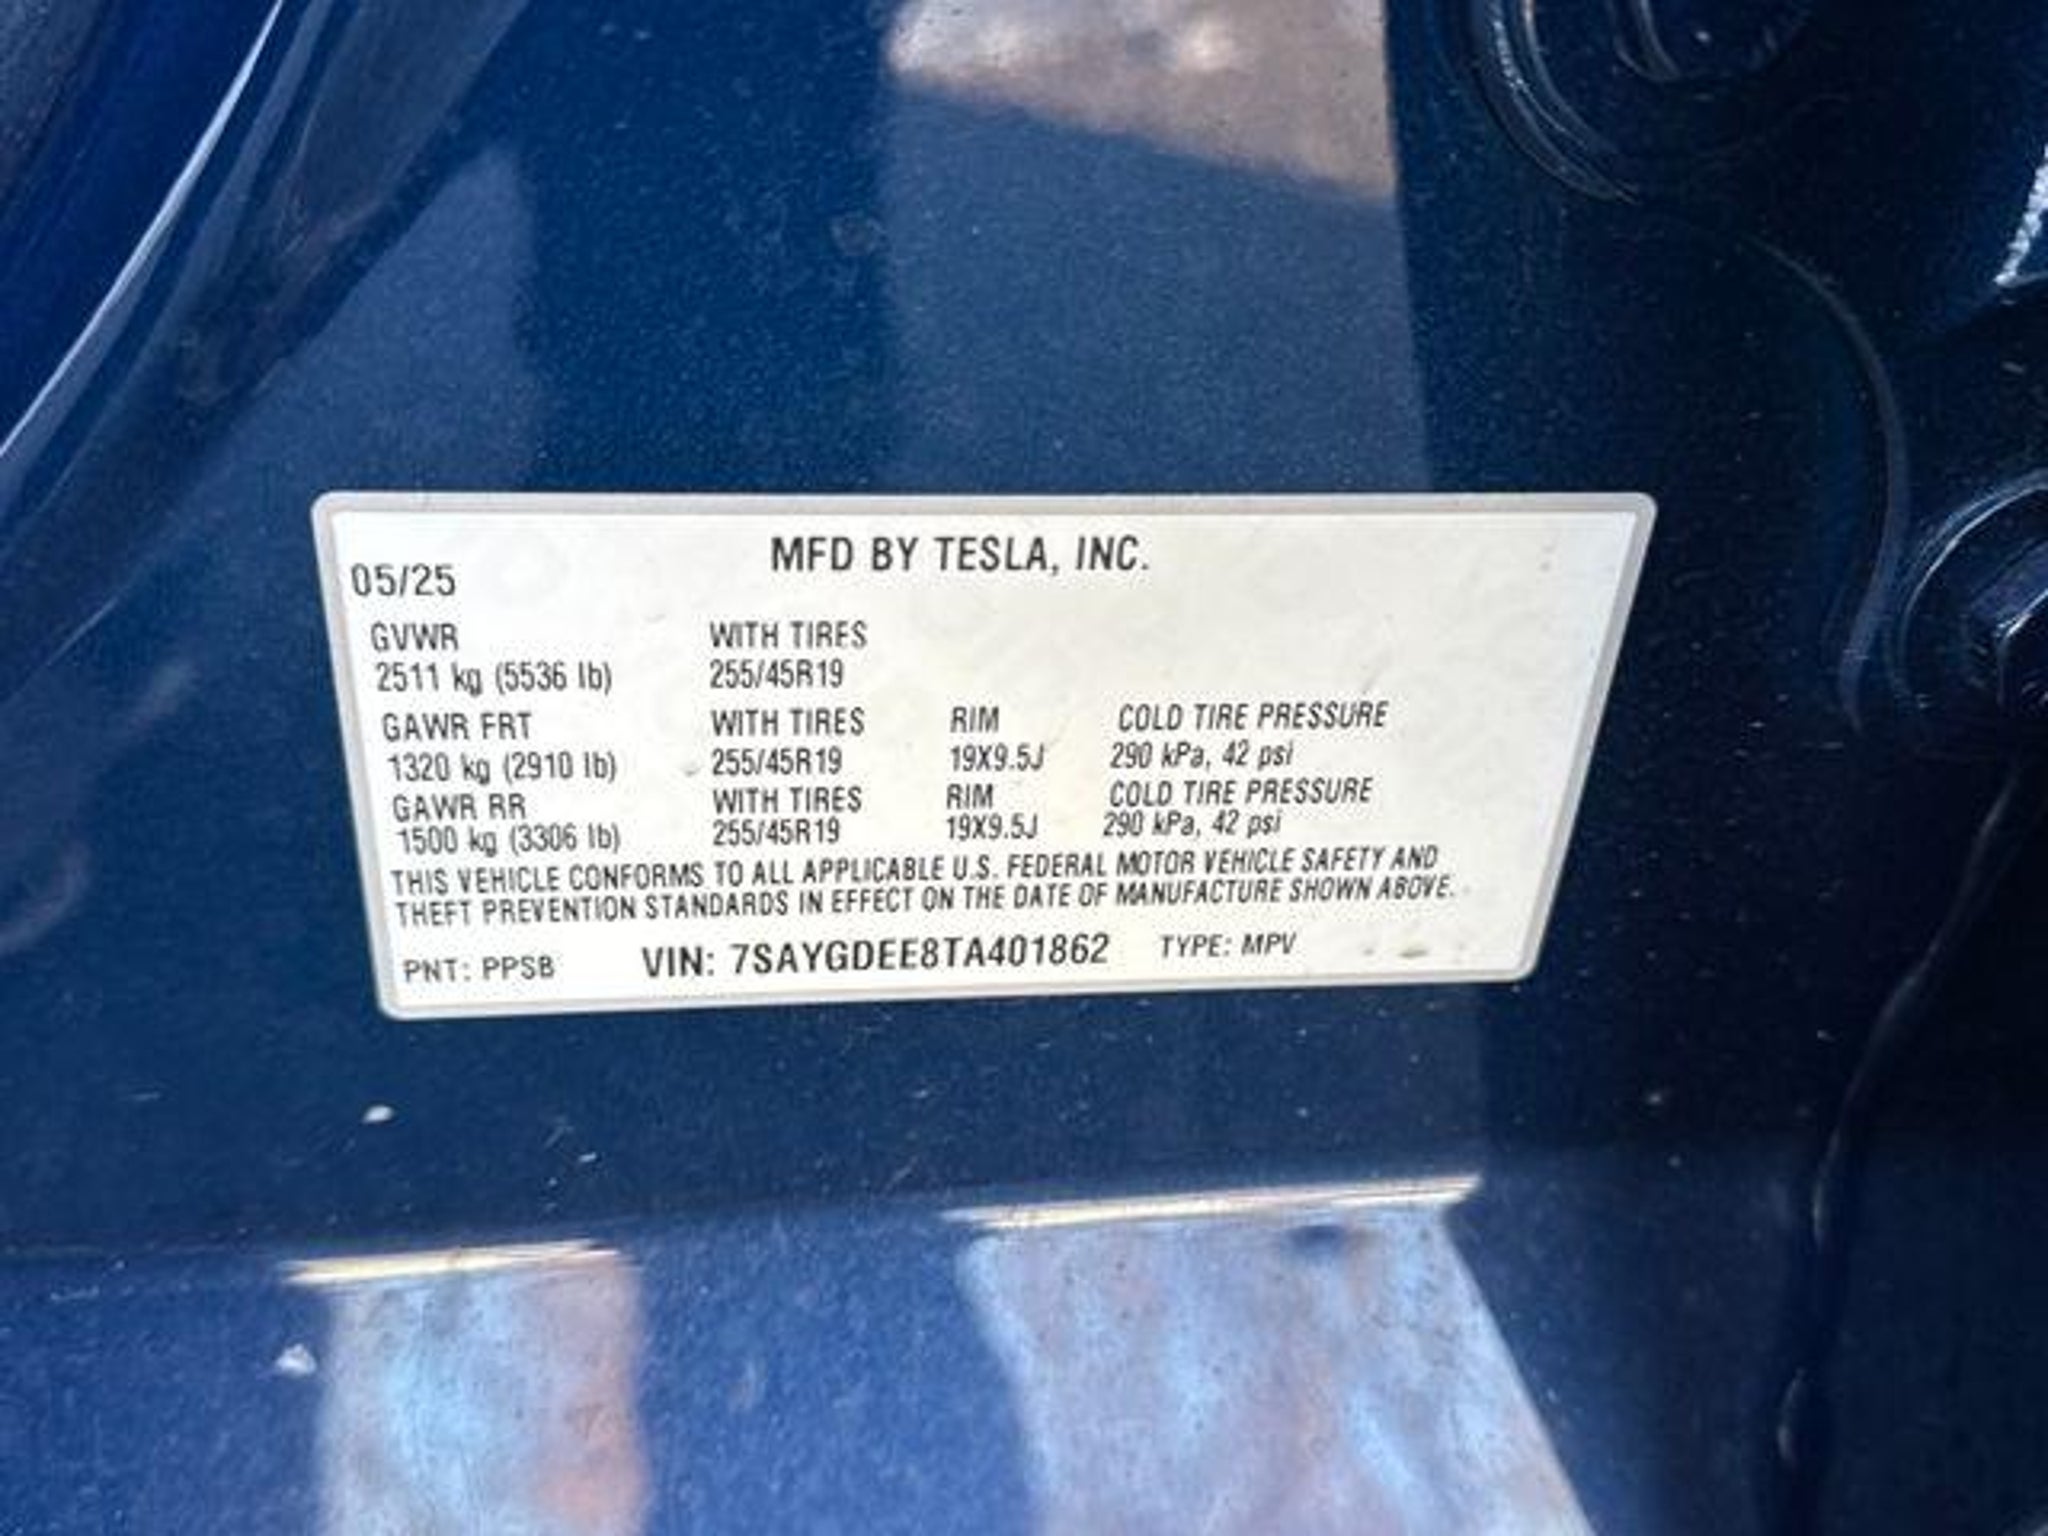 MFD BY TESLA, INC.
05/25
GVWR WITH TIRES
2511 kg (5536 lb) 255/45R19
GAWR FRT WITH TIRES RIM COLD TIRE PRESSURE
1320 kg (2910 lb) 255/45R19 19X9.5J 290 kPa, 42 psi
GAWR RR WITH TIRES RIM COLD TIRE PRESSURE
1500 kg (3306 lb) 255/45R19 19X9.5J 290 kPa, 42 psi
THIS VEHICLE CONFORMS TO ALL APPLICABLE U.S. FEDERAL MOTOR VEHICLE SAFETY AND
THEFT PREVENTION STANDARDS IN EFFECT ON THE DATE OF MANUFACTURE SHOWN ABOVE.
PNT: PPSB VIN: 7SAYGDEE8TA401862 TYPE: MPV